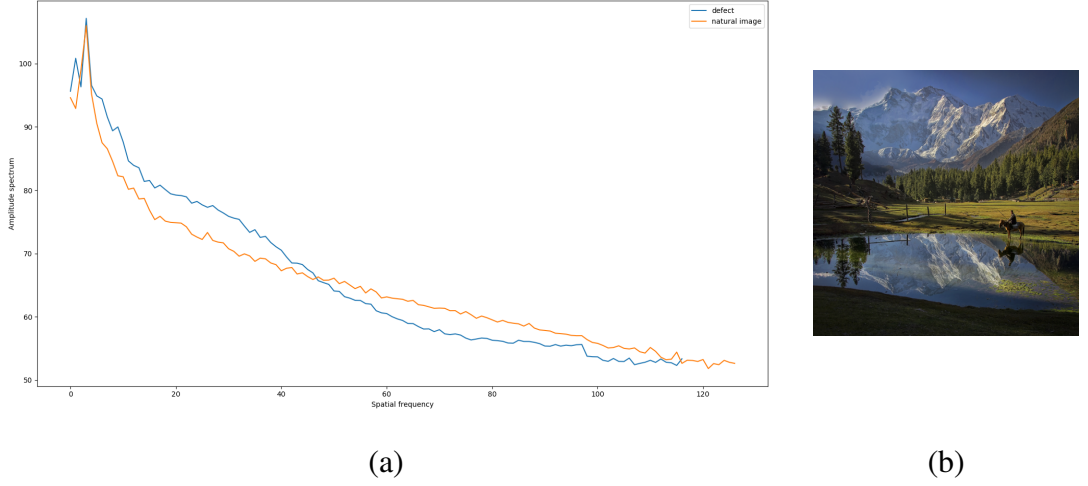 defect
natural image
100
90
80
70
60
50
Amplitude spectrum
0 20 40 60 80 100 120
Spatial frequency
(a) (b)